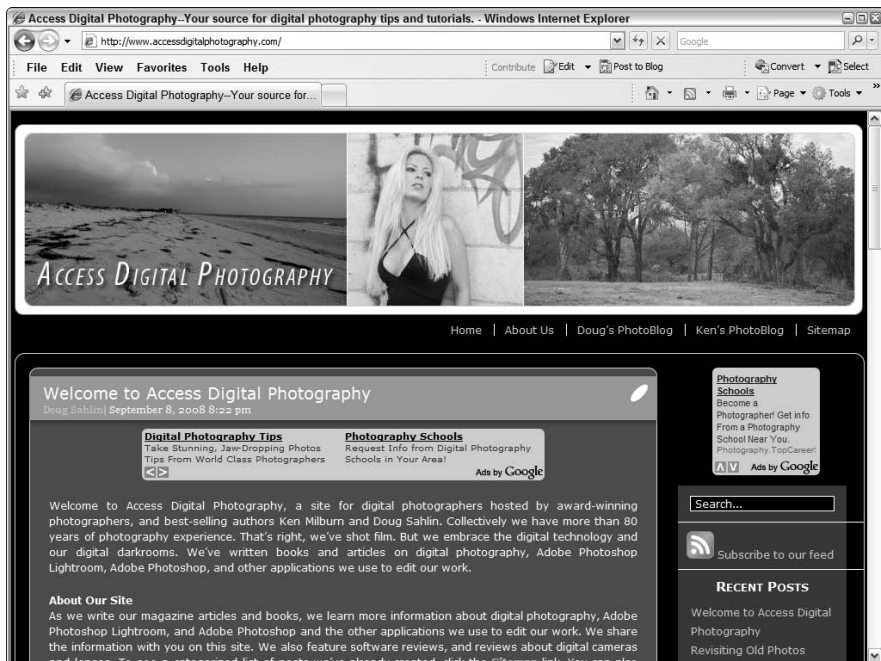 Access Digital Photography--Your source for digital photography tips and tutorials. - Windows Internet Explorer
http://www.accessdigitalphotography.com/
Google
File Edit View Favorites Tools Help
Contribute Edit Post to Blog
Convert Select
Access Digital Photography--Your source for...
Page Tools »
ACCESS DIGITAL PHOTOGRAPHY
Home | About Us | Doug's PhotoBlog | Ken's PhotoBlog | Sitemap
Welcome to Access Digital Photography
Doug Sahlin| September 8, 2008 8:22 pm
Digital Photography Tips
Take Stunning, Jaw-Dropping Photos
Tips From World Class Photographers
Photography Schools
Request Info from Digital Photography
Schools in Your Area!
Ads by Google
Welcome to Access Digital Photography, a site for digital photographers hosted by award-winning
photographers, and best-selling authors Ken Milburn and Doug Sahlin. Collectively we have more than 80
years of photography experience. That's right, we've shot film. But we embrace the digital technology and
our digital darkrooms. We've written books and articles on digital photography, Adobe Photoshop
Lightroom, Adobe Photoshop, and other applications we use to edit our work.
About Our Site
As we write our magazine articles and books, we learn more information about digital photography, Adobe
Photoshop Lightroom, and Adobe Photoshop and the other applications we use to edit our work. We share
the information with you on this site. We also feature software reviews, and reviews about digital cameras
Photography
Schools
Become a
Photographer! Get info
From a Photography
School Near You.
Photography.TopCareer
Ads by Google
Search...
Subscribe to our feed
RECENT POSTS
Welcome to Access Digital
Photography
Revisiting Old Photos